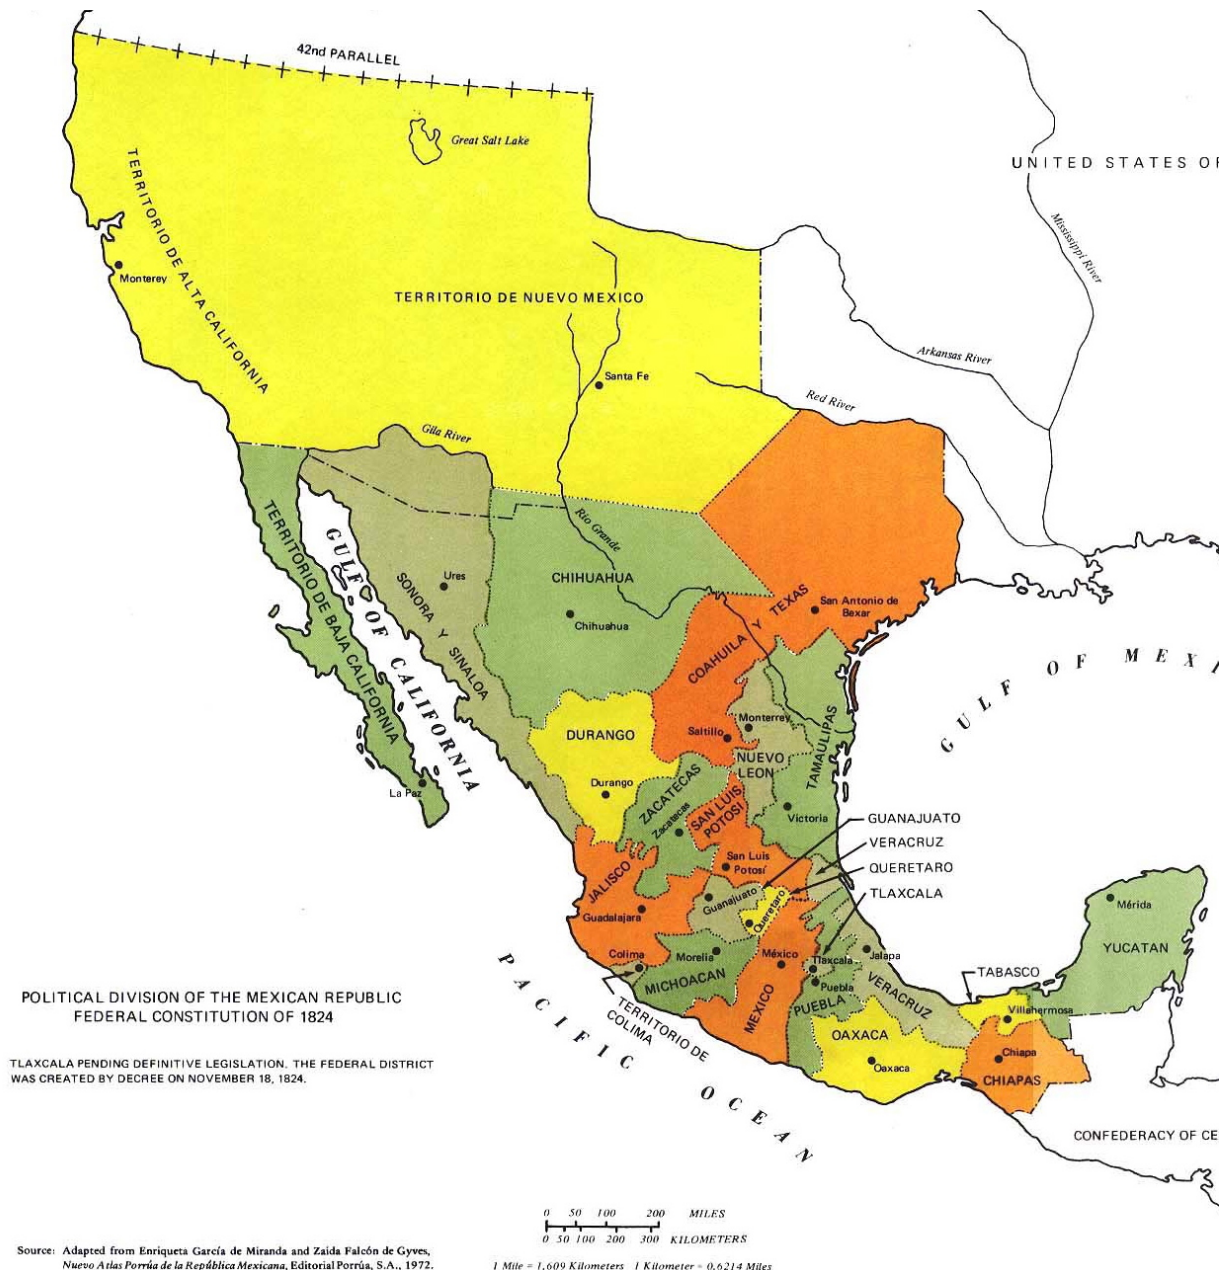 42nd PARALLEL
Great Salt Lake
UNITED STATES OF
TERRITORIO DE ALTA CALIFORNIA
Mississippi River
Monterey
TERRITORIO DE NUEVO MEXICO
Arkansas River
Santa Fe
Red River
Gila River
Rio Grande
TERRITORIO DE BAJA CALIFORNIA
GULF OF CALIFORNIA
SONORA Y SINALOA
Ures
CHIHUAHUA
Chihuahua
COAHUILA Y TEXAS
San Antonio de
Bexar
GULF OF MEXI
Saltillo
Monterrey
NUEVO
LEON
TAMAULIPAS
DURANGO
Durango
La Paz
ZACATECAS
Zacatecas
SAN LUIS
POTOSI
Victoria
GUANAJUATO
VERACRUZ
QUERETARO
TLAXCALA
San Luis
Potosí
JALISCO
Guadalajara
Guanajuato
Queretaro
Mérida
YUCATAN
Colima
Morelia
MICHOACAN
México
MEXICO
Tlaxcala
Jalapa
Puebla
PUEBLA
VERACRUZ
TABASCO
Villahermosa
TERRITORIO DE
COLIMA
OAXACA
Oaxaca
Chiapa
CHIAPAS
PACIFIC OCEAN
CONFEDERACY OF CE
POLITICAL DIVISION OF THE MEXICAN REPUBLIC
FEDERAL CONSTITUTION OF 1824
TLAXCALA PENDING DEFINITIVE LEGISLATION. THE FEDERAL DISTRICT
WAS CREATED BY DECREE ON NOVEMBER 18, 1824.
0 50 100 200 MILES
0 50 100 200 300 KILOMETERS
1 Mile = 1,609 Kilometers 1 Kilometer = 0,6214 Miles
Source: Adapted from Enriqueta García de Miranda and Zaida Falcón de Gyves,
Nuevo Atlas Porrúa de la República Mexicana, Editorial Porrúa, S.A., 1972.